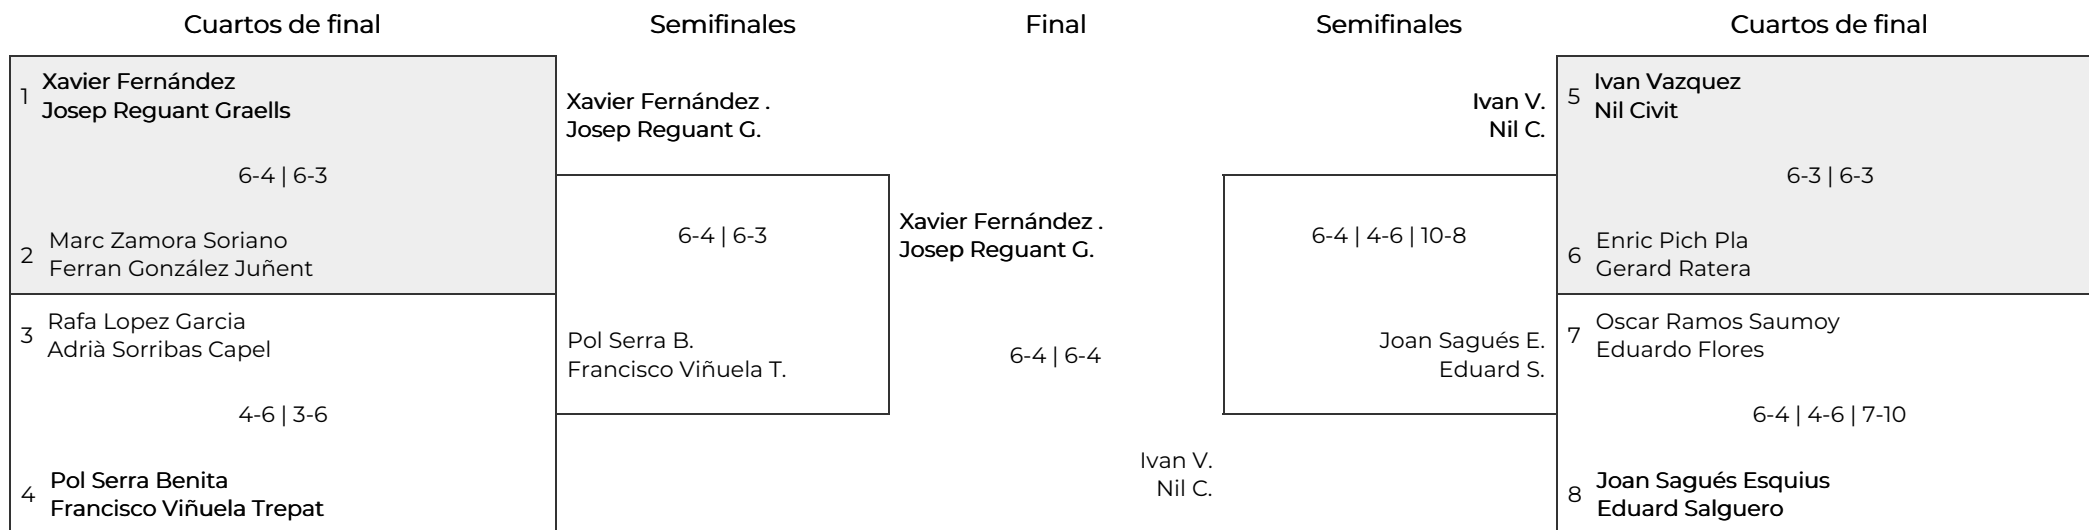 Cuartos de final
Semifinales
Final
Semifinales
Cuartos de final
1
Xavier Fernández
Josep Reguant Graells
6-4 | 6-3
2
Marc Zamora Soriano
Ferran González Juñent
3
Rafa Lopez Garcia
Adrià Sorribas Capel
4-6 | 3-6
4
Pol Serra Benita
Francisco Viñuela Trepat
Xavier Fernández .
Josep Reguant G.
6-4 | 6-3
Pol Serra B.
Francisco Viñuela T.
Xavier Fernández .
Josep Reguant G.
6-4 | 6-4
Ivan V.
Nil C.
Ivan V.
Nil C.
6-4 | 4-6 | 10-8
Joan Sagués E.
Eduard S.
5
Ivan Vazquez
Nil Civit
6-3 | 6-3
6
Enric Pich Pla
Gerard Ratera
7
Oscar Ramos Saumoy
Eduardo Flores
6-4 | 4-6 | 7-10
8
Joan Sagués Esquius
Eduard Salguero